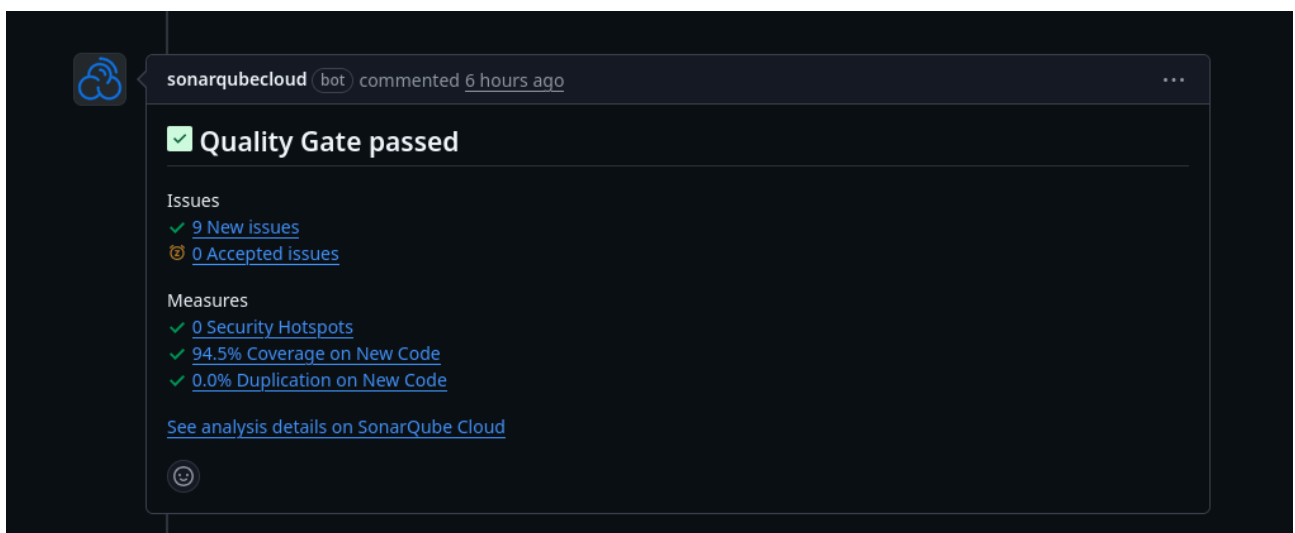 sonarqubecloud bot commented 6 hours ago
Quality Gate passed
Issues
9 New issues
0 Accepted issues
Measures
0 Security Hotspots
94.5% Coverage on New Code
0.0% Duplication on New Code
See analysis details on SonarQube Cloud